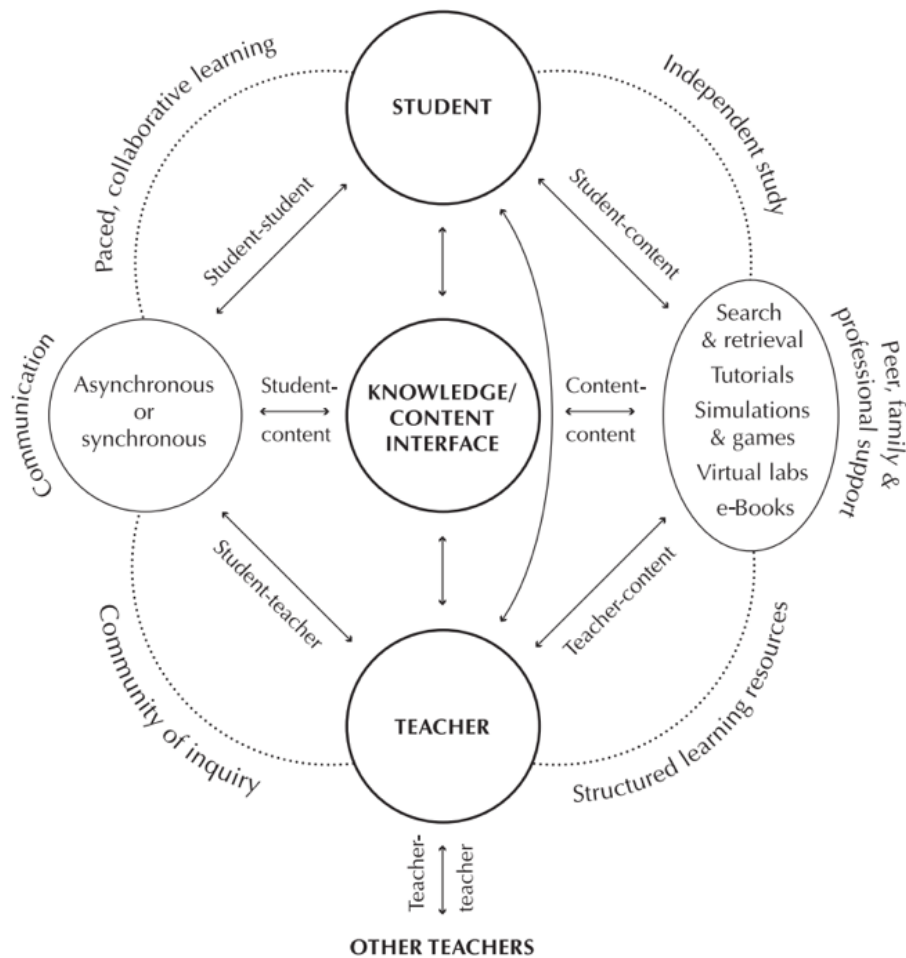 Paced, collaborative learning
Independent study
STUDENT
Student-student
Student-content
Communication
Asynchronous
or
synchronous
Student-
content
KNOWLEDGE/
CONTENT
INTERFACE
Content-
content
Search
& retrieval
Tutorials
Simulations
& games
Virtual labs
e-Books
Peer, family &
professional support
Student-teacher
Teacher-content
Community of inquiry
TEACHER
Structured learning resources
Teacher-
teacher
OTHER TEACHERS